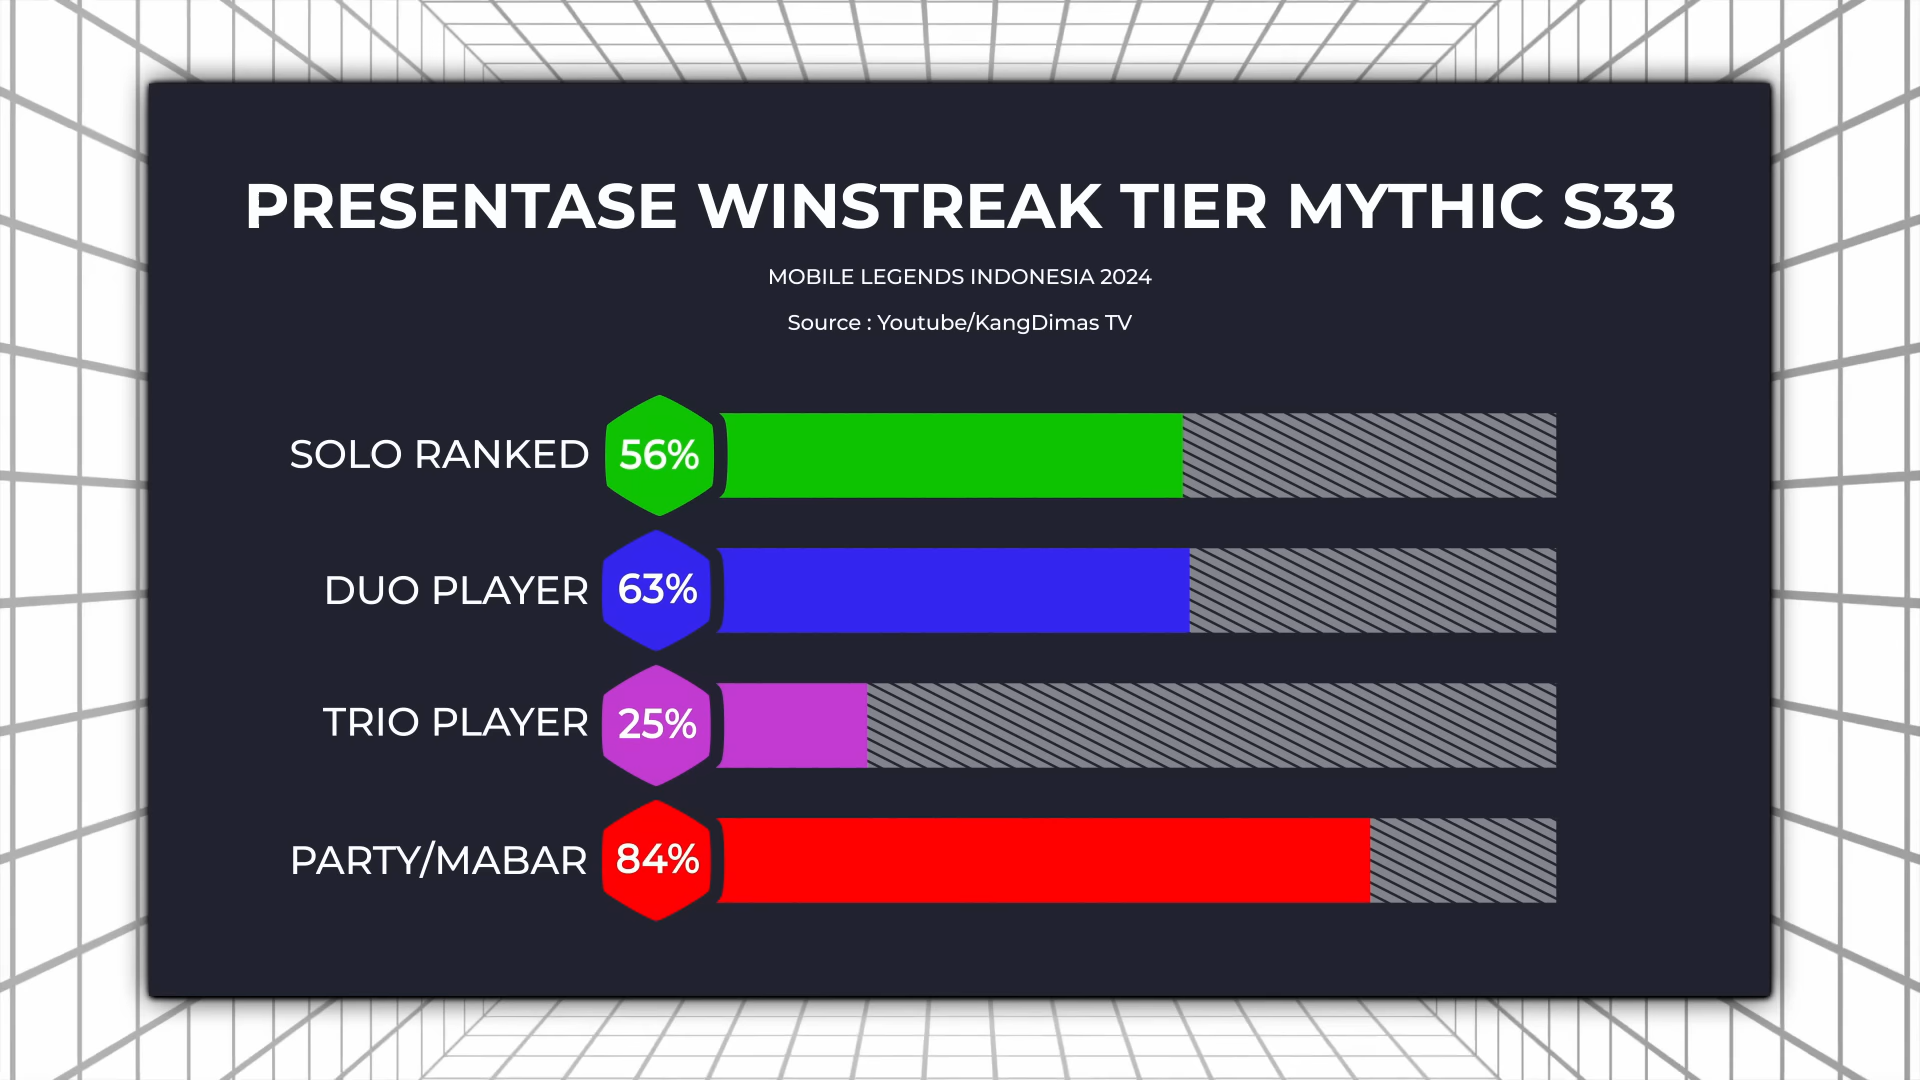 PRESENTASE WINSTREAK TIER MYTHIC S33
MOBILE LEGENDS INDONESIA 2024
Source : Youtube/KangDimas TV
SOLO RANKED 56%
DUO PLAYER 63%
TRIO PLAYER 25%
PARTY/MABAR 84%